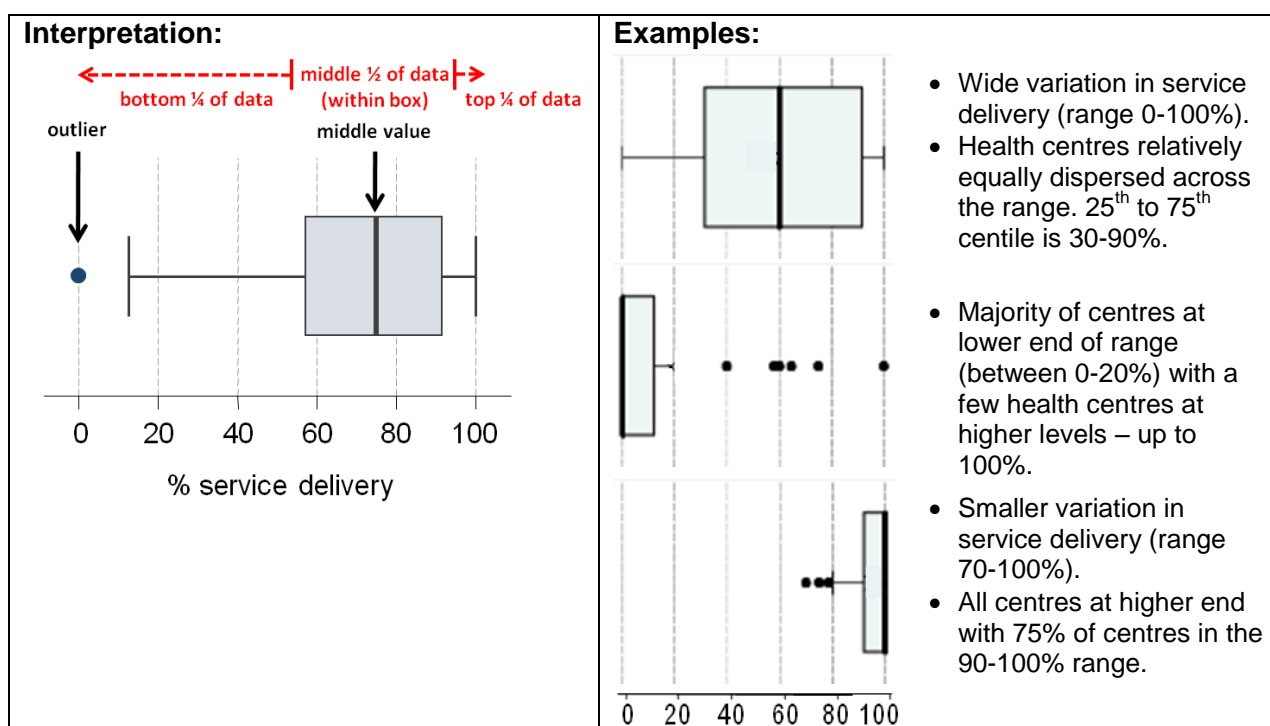 Interpretation:
middle ½ of data
(within box)
bottom ¼ of data
top ¼ of data
outlier
middle value
0 20 40 60 80 100
% service delivery
Examples:
• Wide variation in service
delivery (range 0-100%).
• Health centres relatively
equally dispersed across
the range. 25th to 75th
centile is 30-90%.
• Majority of centres at
lower end of range
(between 0-20%) with a
few health centres at
higher levels – up to
100%.
• Smaller variation in
service delivery (range
70-100%).
• All centres at higher end
with 75% of centres in the
90-100% range.
0 20 40 60 80 100